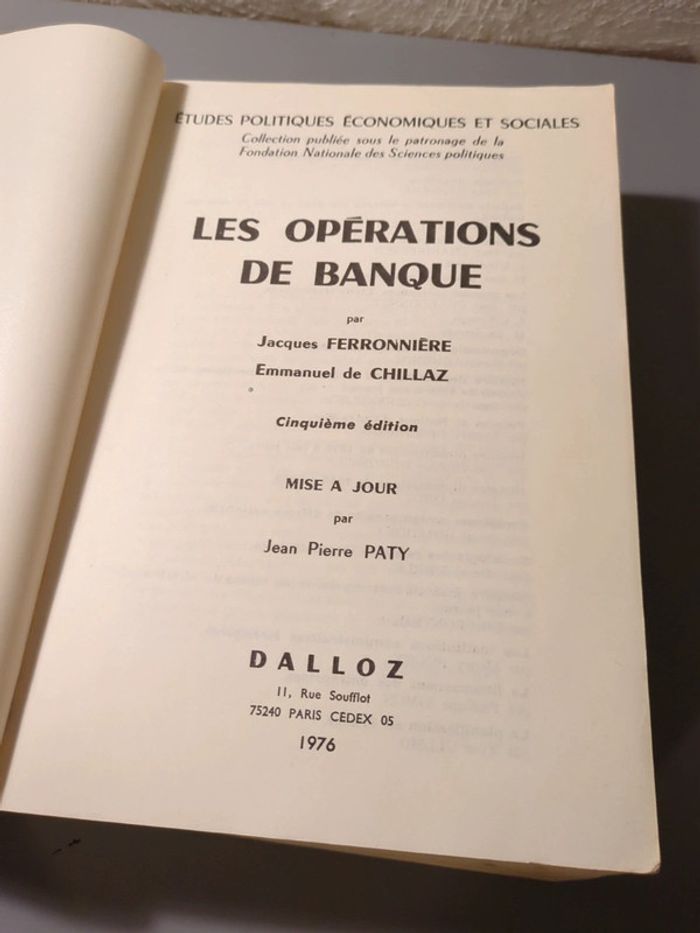 ÉTUDES POLITIQUES ÉCONOMIQUES ET SOCIALES
Collection publiée sous le patronage de la
Fondation Nationale des Sciences politiques
LES OPÉRATIONS
DE BANQUE
par
Jacques FERRONNIÈRE
Emmanuel de CHILLAZ
Cinquième édition
MISE A JOUR
par
Jean Pierre PATY
DALLOZ
11, Rue Soufflot
75240 PARIS CEDEX 05
1976